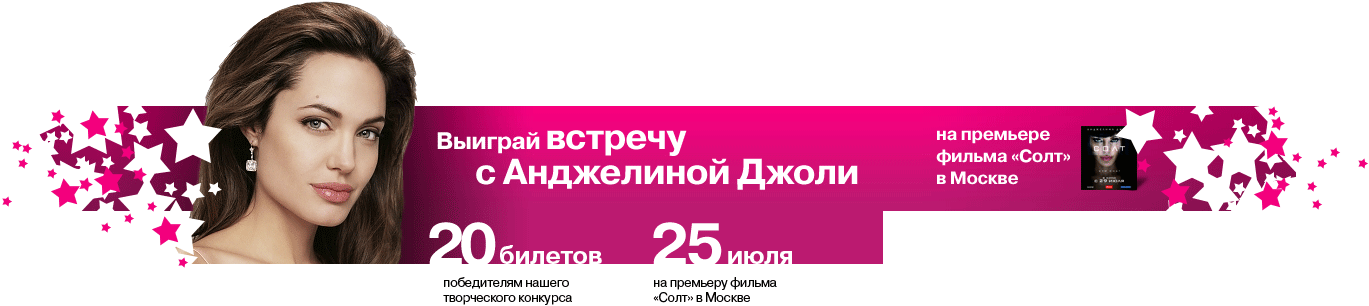 Выиграй встречу
с Анджелиной Джоли
на премьере
фильма «Солт»
в Москве
СОЛТ
20 билетов
победителям нашего
творческого конкурса
25 июля
на премьеру фильма
«Солт» в Москве